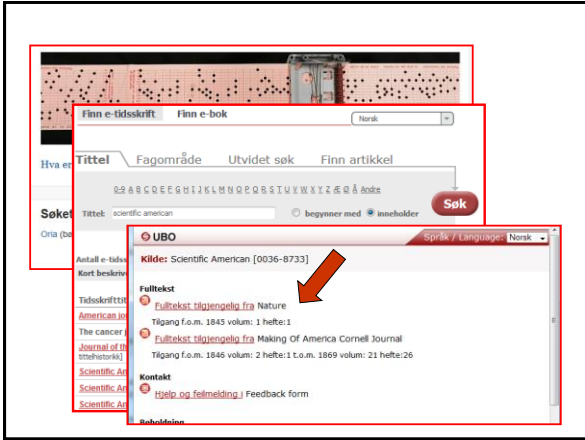 Finn e-tidsskrift Finn e-bok Norsk
Hva er
Tittel Fagområde Utvidet søk Finn artikkel
0-9 A B C D E F G H I J K L M N O P Q R S T U V W X Y Z Æ Ø Å Andre
Søk
Søket
Tittel: scientific american begynner med inneholder
Oria (ba
UBO Språk / Language: Norsk
Antall e-tidss
Kilde: Scientific American [0036-8733]
Kort beskriv
Fulltekst
Tidsskrifttit
Fulltekst tilgjengelig fra Nature
American jou
Tilgang f.o.m. 1845 volum: 1 hefte:1
The cancer j
Fulltekst tilgjengelig fra Making Of America Cornell Journal
Journal of th
tittelhistorikk]
Tilgang f.o.m. 1846 volum: 2 hefte:1 t.o.m. 1869 volum: 21 hefte:26
Scientific Am
Kontakt
Scientific Am
Hjelp og feilmelding i Feedback form
Scientific Am
Beholdning